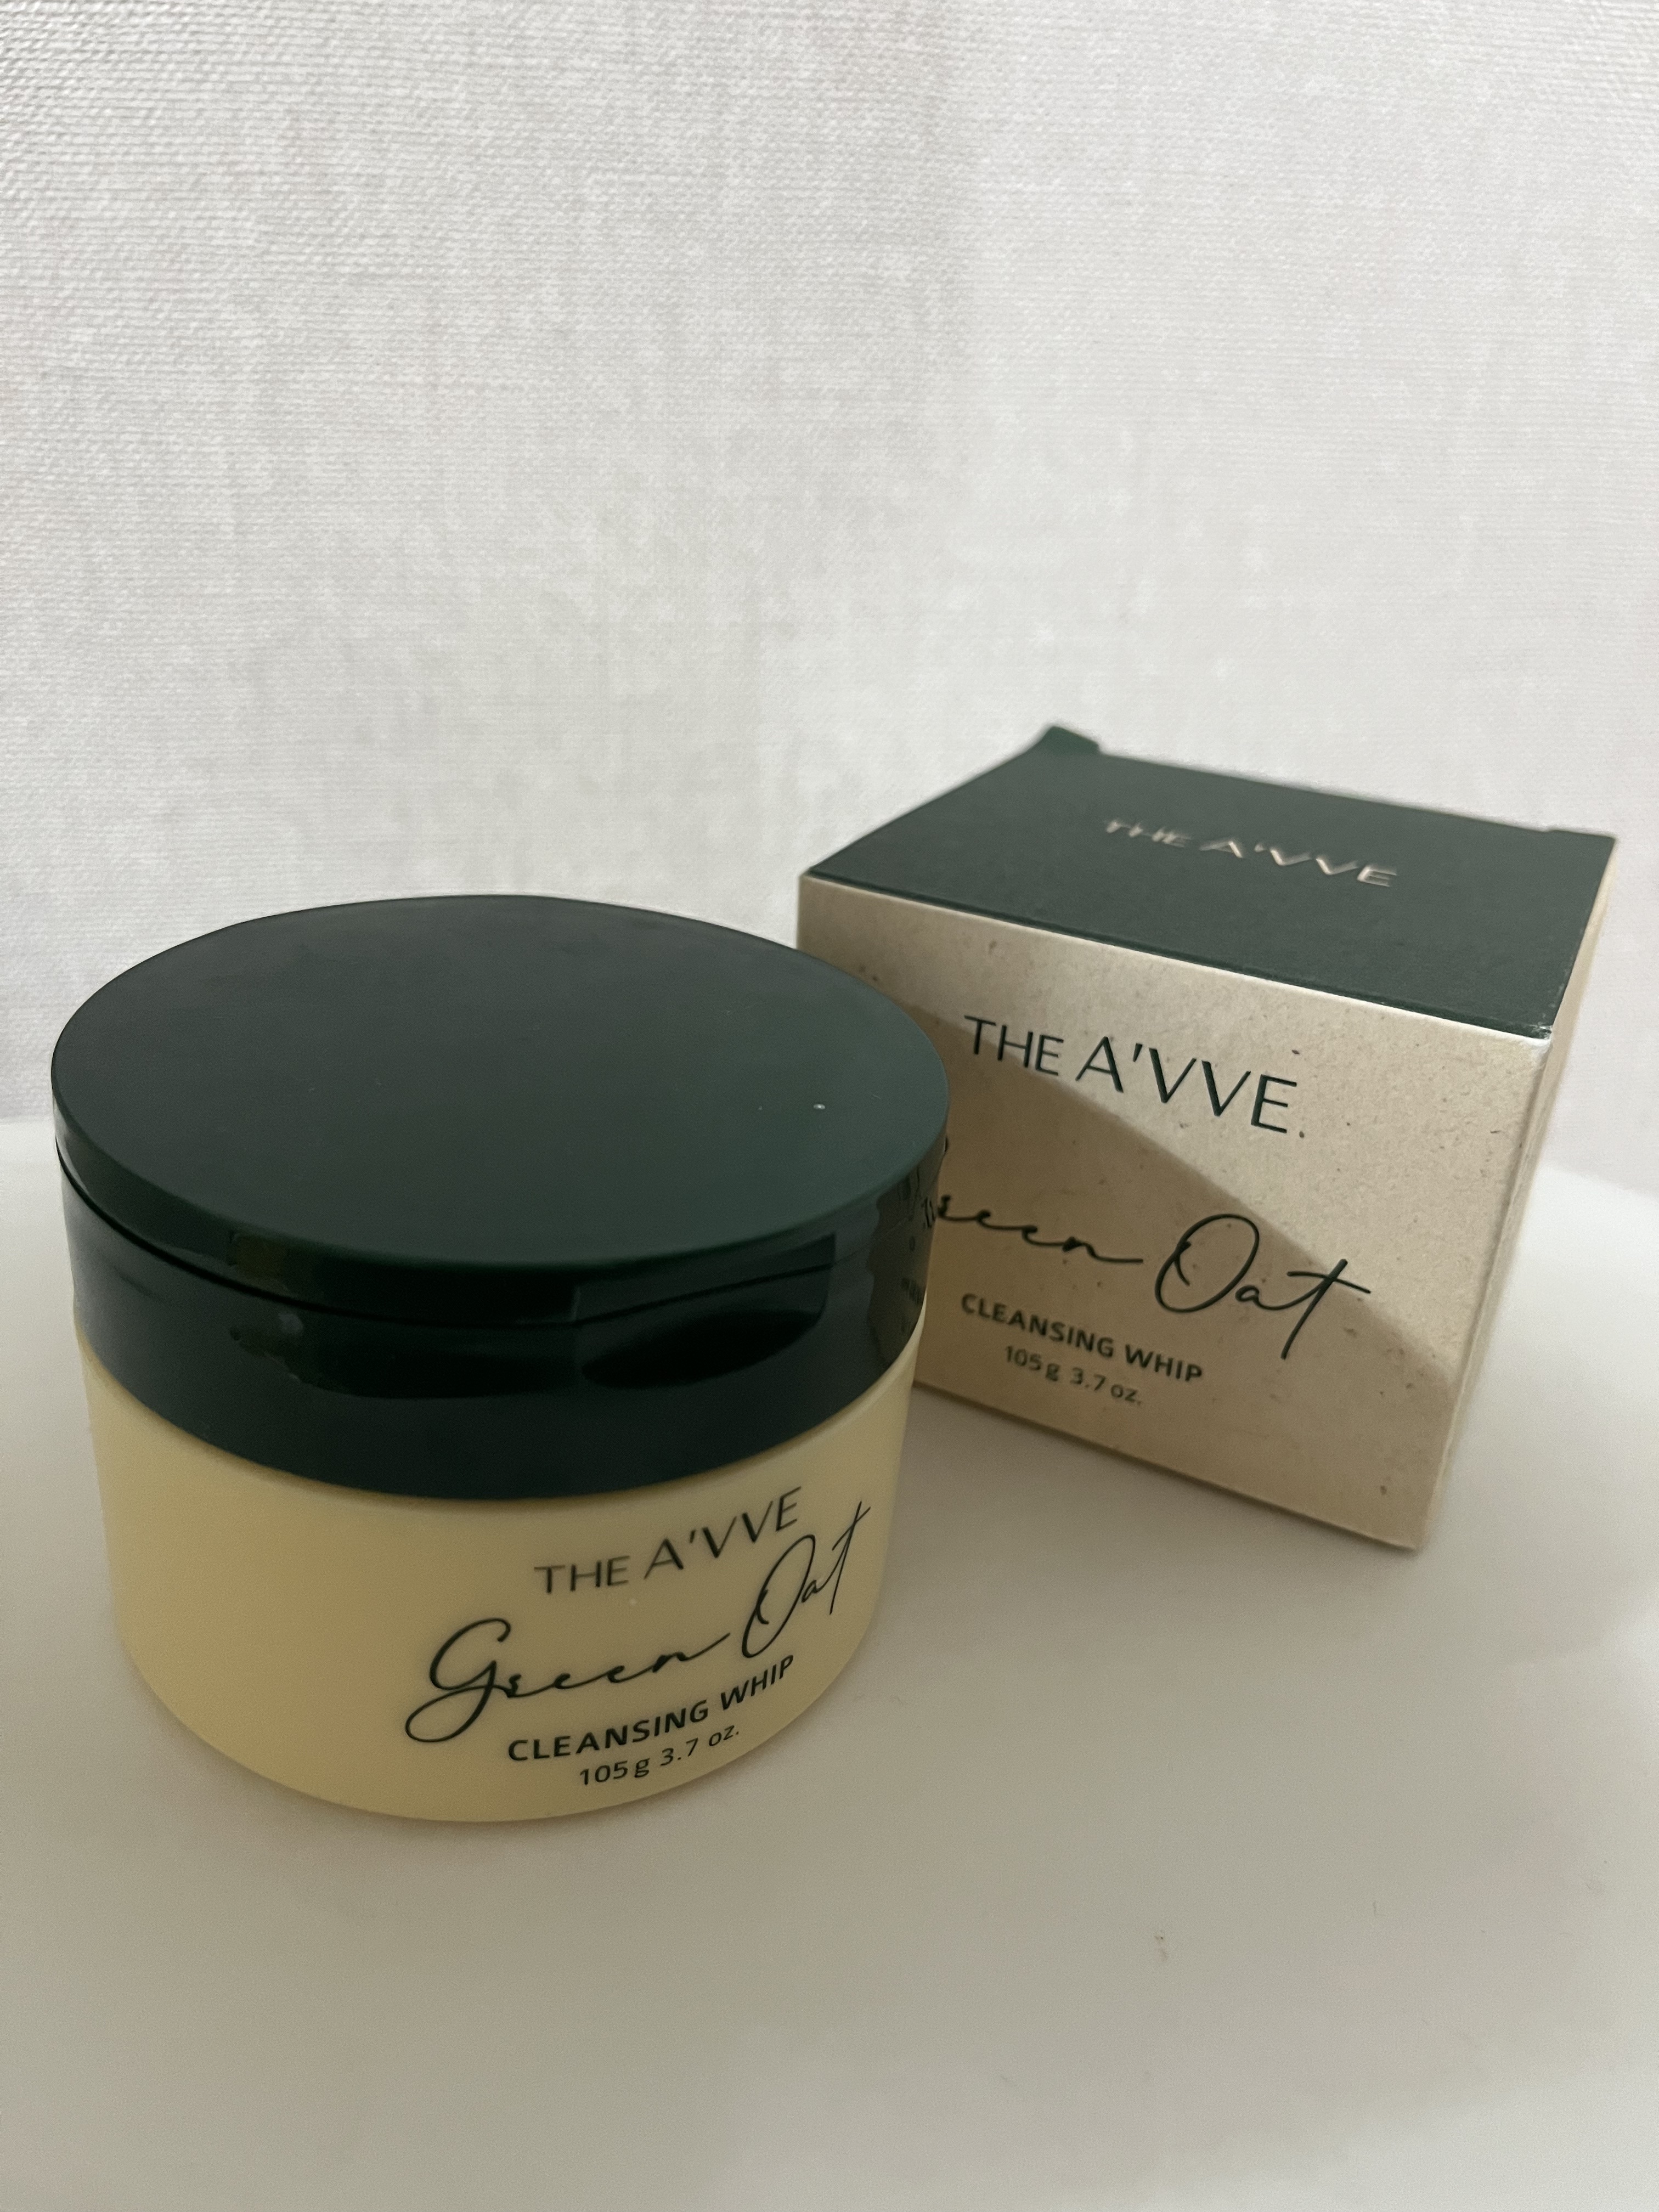 THE A'VVE
THE A'VVE
Green Oat
CLEANSING WHIP
105g 3.7 oz.
THE A'VVE
Oat
CLEANSING WHIP
105g 3.7 oz.